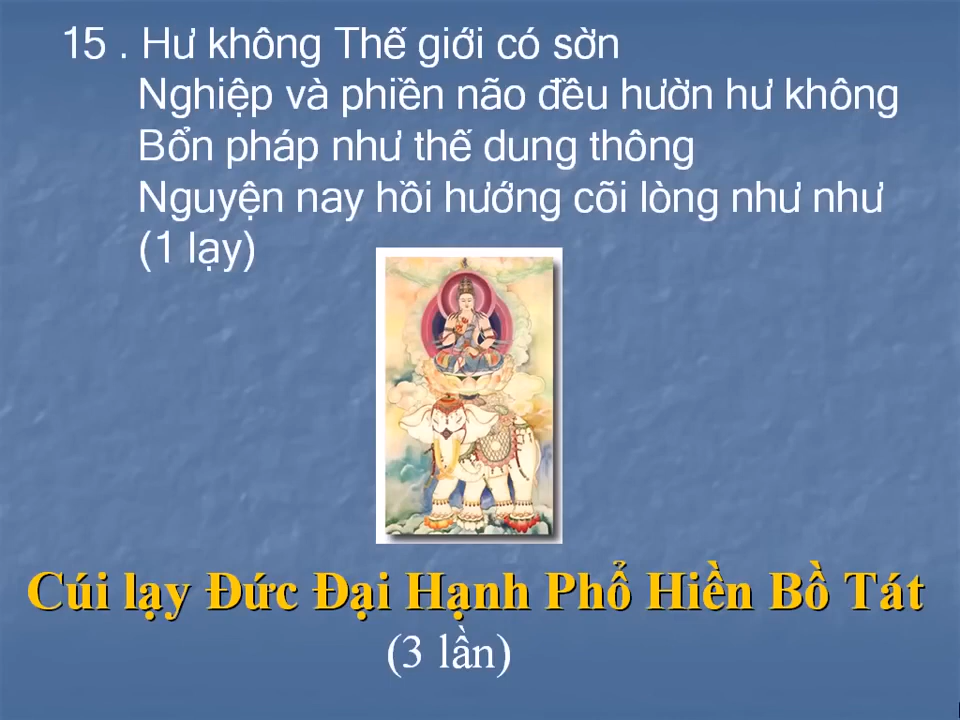 15 . Hư không Thế giới có sờn
Nghiệp và phiền não đều hườn hư không
Bổn pháp như thế dung thông
Nguyện nay hồi hướng cõi lòng như như
(1 lạy)
Cúi lạy Đức Đại Hạnh Phổ Hiền Bồ Tát
(3 lần)